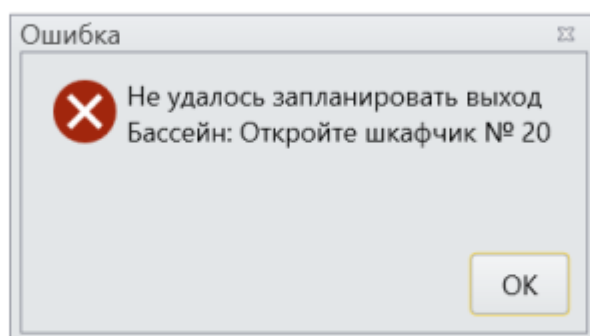 Ошибка
Не удалось запланировать выход
Бассейн: Откройте шкафчик № 20
OK